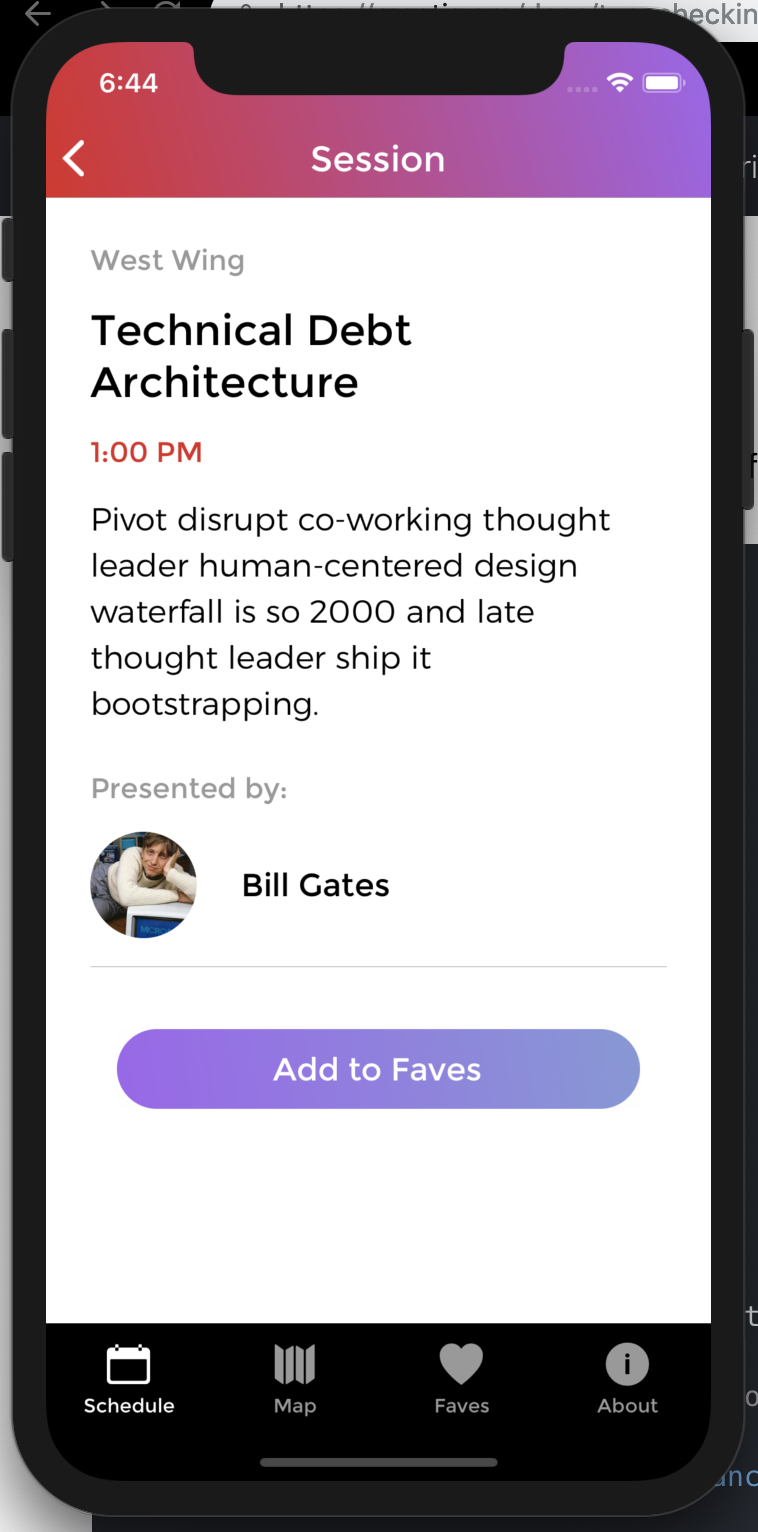 6:44
Session
West Wing
Technical Debt
Architecture
1:00 PM
Pivot disrupt co-working thought
leader human-centered design
waterfall is so 2000 and late
thought leader ship it
bootstrapping.
Presented by:
Bill Gates
Add to Faves
Schedule
Map
Faves
About